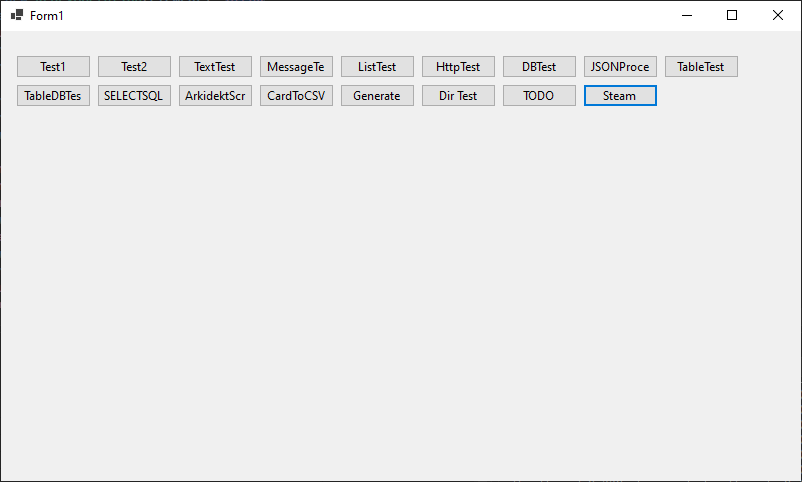 Form1
Test1 Test2 TextTest MessageTe ListTest HttpTest DBTest JSONProce TableTest
TableDBTes SELECTSQL ArkidektScr CardToCSV Generate Dir Test TODO Steam